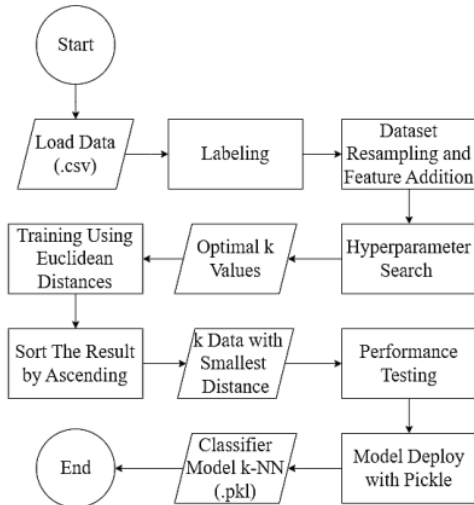 Start
Load Data
(.csv)
Labeling
Dataset
Resampling and
Feature Addition
Hyperparameter
Search
Optimal k
Values
Training Using
Euclidean
Distances
Sort The Result
by Ascending
k Data with
Smallest
Distance
Performance
Testing
Model Deploy
with Pickle
Classifier
Model k-NN
(.pkl)
End